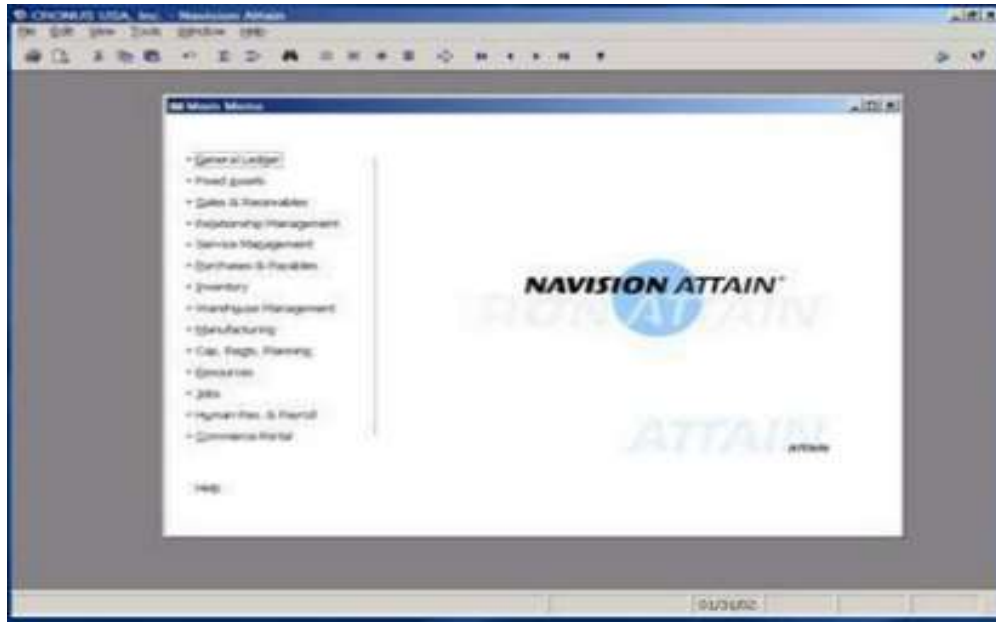 CRONUS USA, Inc. - Navision Attain
File Edit View Tools Window Help
Main Menu
General Ledger
Fixed Assets
Sales & Receivables
Relationship Management
Service Management
Purchases & Payables
Inventory
Warehouse Management
Manufacturing
Cap. Reqts. Planning
Resources
Jobs
Human Res. & Payroll
Commerce Portal
Help
NAVISION ATTAIN
ATTAIN
ATTAIN